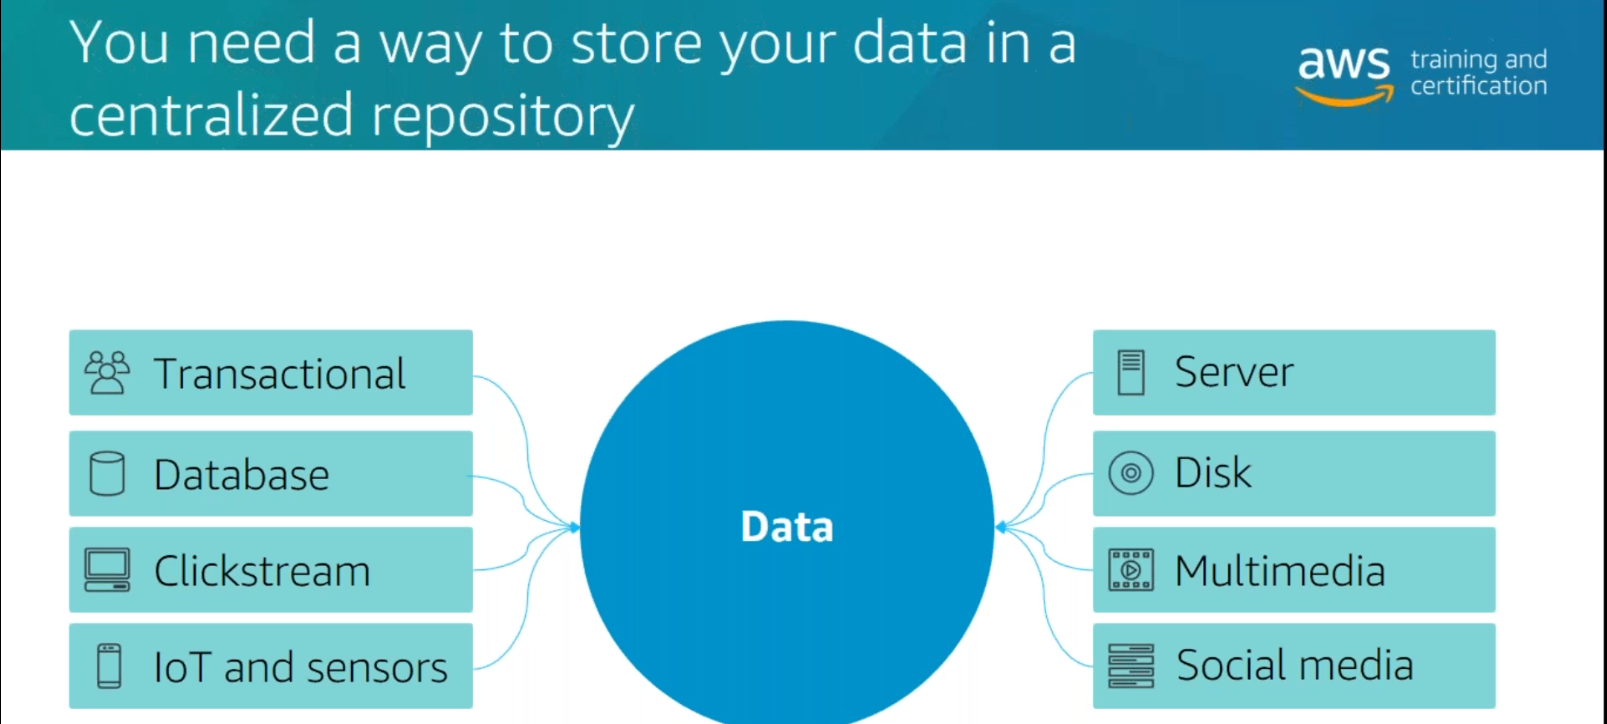 You need a way to store your data in a
centralized repository
aws training and
certification
Transactional
Database
Clickstream
IoT and sensors
Data
Server
Disk
Multimedia
Social media